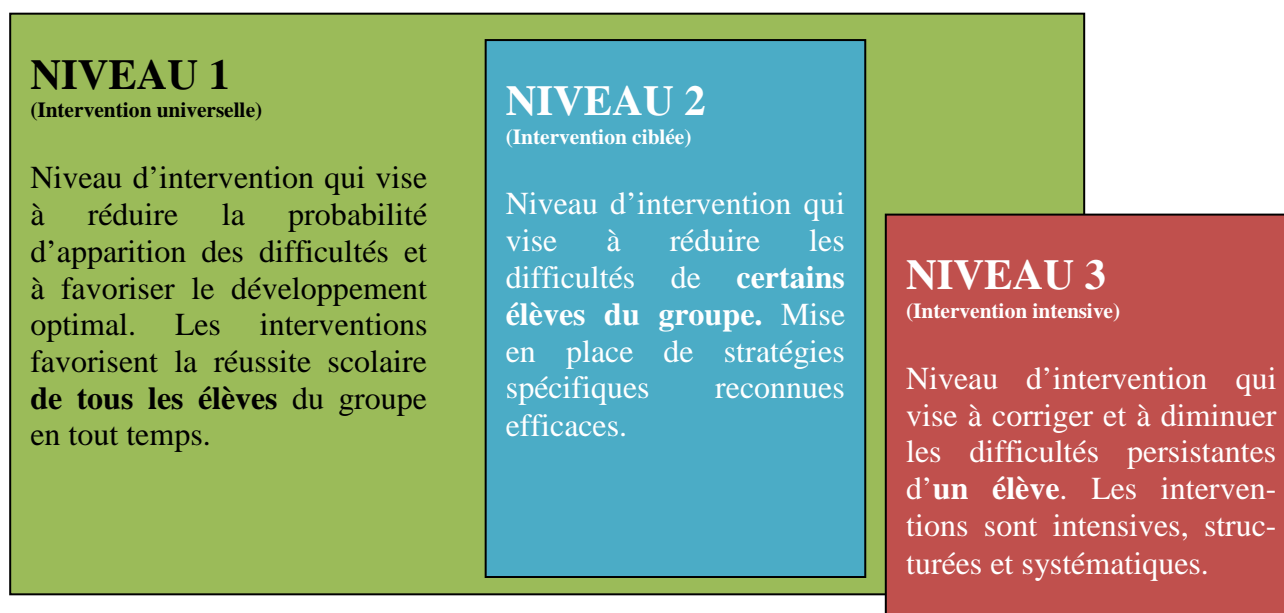 NIVEAU 1
(Intervention universelle)
Niveau d’intervention qui vise
à réduire la probabilité
d’apparition des difficultés et
à favoriser le développement
optimal. Les interventions
favorisent la réussite scolaire
de tous les élèves du groupe
en tout temps.
NIVEAU 2
(Intervention ciblée)
Niveau d’intervention qui
vise à réduire les
difficultés de certains
élèves du groupe. Mise
en place de stratégies
spécifiques reconnues
efficaces.
NIVEAU 3
(Intervention intensive)
Niveau d’intervention qui
vise à corriger et à diminuer
les difficultés persistantes
d’un élève. Les interven-
tions sont intensives, struc-
turées et systématiques.